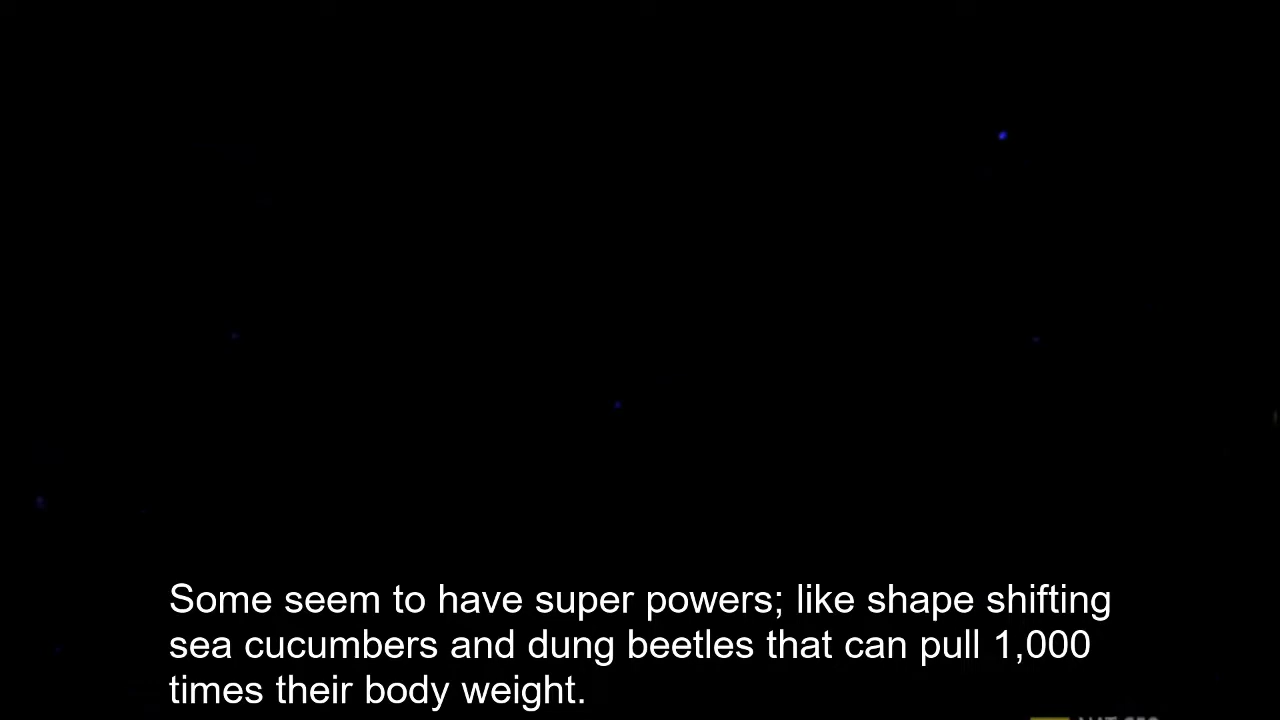 Some seem to have super powers; like shape shifting
sea cucumbers and dung beetles that can pull 1,000
times their body weight.